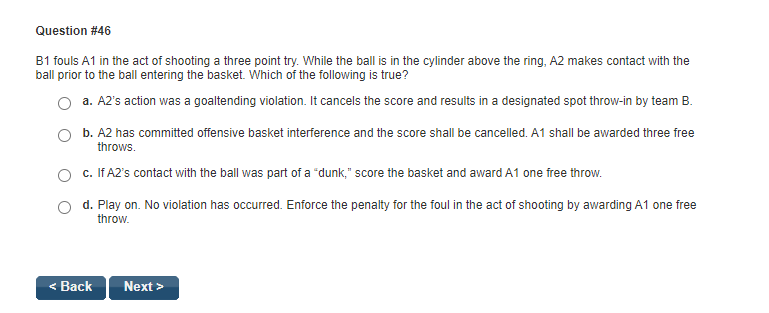 Question #46
B1 fouls A1 in the act of shooting a three point try. While the ball is in the cylinder above the ring, A2 makes contact with the
ball prior to the ball entering the basket. Which of the following is true?
a. A2's action was a goaltending violation. It cancels the score and results in a designated spot throw-in by team B.
b. A2 has committed offensive basket interference and the score shall be cancelled. A1 shall be awarded three free
throws.
c. If A2's contact with the ball was part of a "dunk," score the basket and award A1 one free throw.
d. Play on. No violation has occurred. Enforce the penalty for the foul in the act of shooting by awarding A1 one free
throw.
< Back Next >